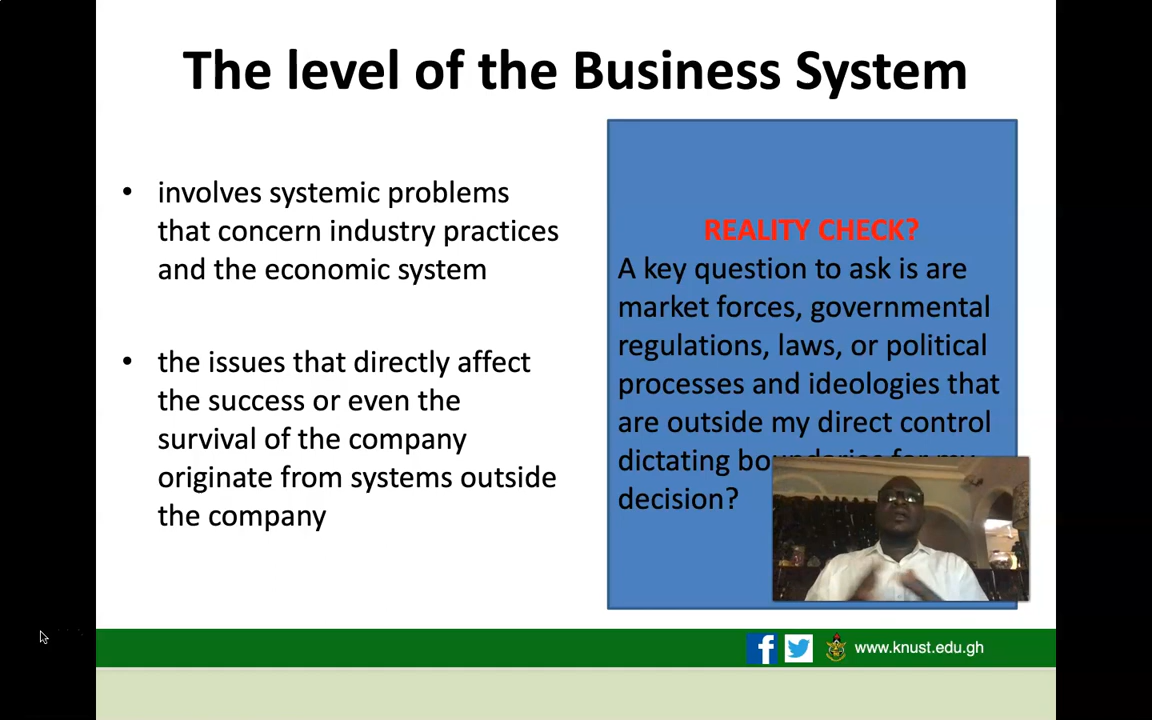 The level of the Business System
• involves systemic problems
that concern industry practices
and the economic system
• the issues that directly affect
the success or even the
survival of the company
originate from systems outside
the company
REALITY CHECK?
A key question to ask is are
market forces, governmental
regulations, laws, or political
processes and ideologies that
are outside my direct control
dictating boundaries for my
decision?
www.knust.edu.gh